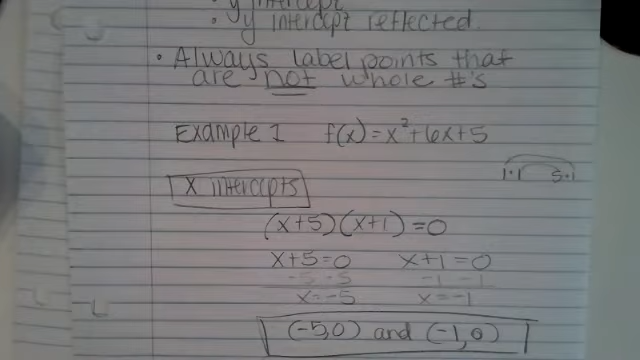 • y intercept
• y intercept reflected.
• Always label points that
are not whole #'s
Example 1 f(x)=x²+6x+5
1·1 5·1
x intercepts
(x+5)(x+1)=0
x+5=0 x+1=0
-5 -5 -1 -1
x=-5 x=-1
(-5,0) and (-1,0)